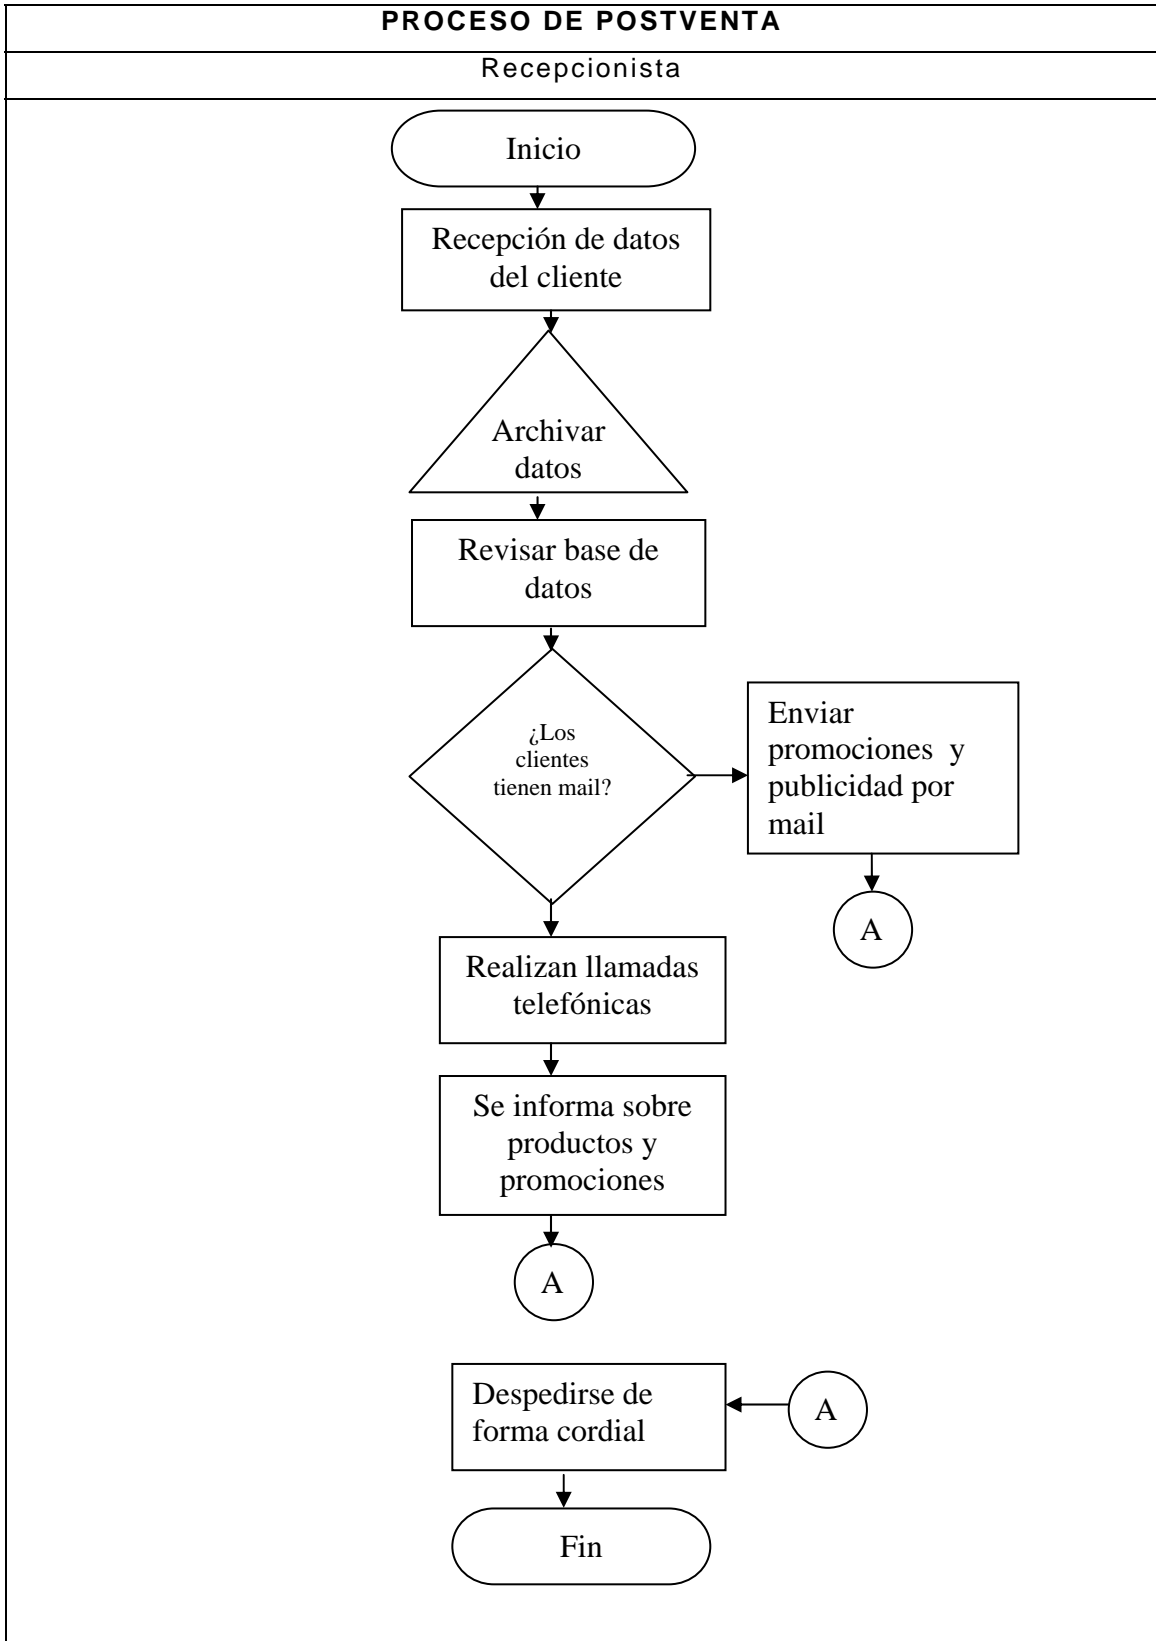 PROCESO DE POSTVENTA
Recepcionista
Inicio
Recepción de datos
del cliente
Archivar
datos
Revisar base de
datos
¿Los
clientes
tienen mail?
Enviar
promociones y
publicidad por
mail
A
Realizan llamadas
telefónicas
Se informa sobre
productos y
promociones
A
Despedirse de
forma cordial
A
Fin